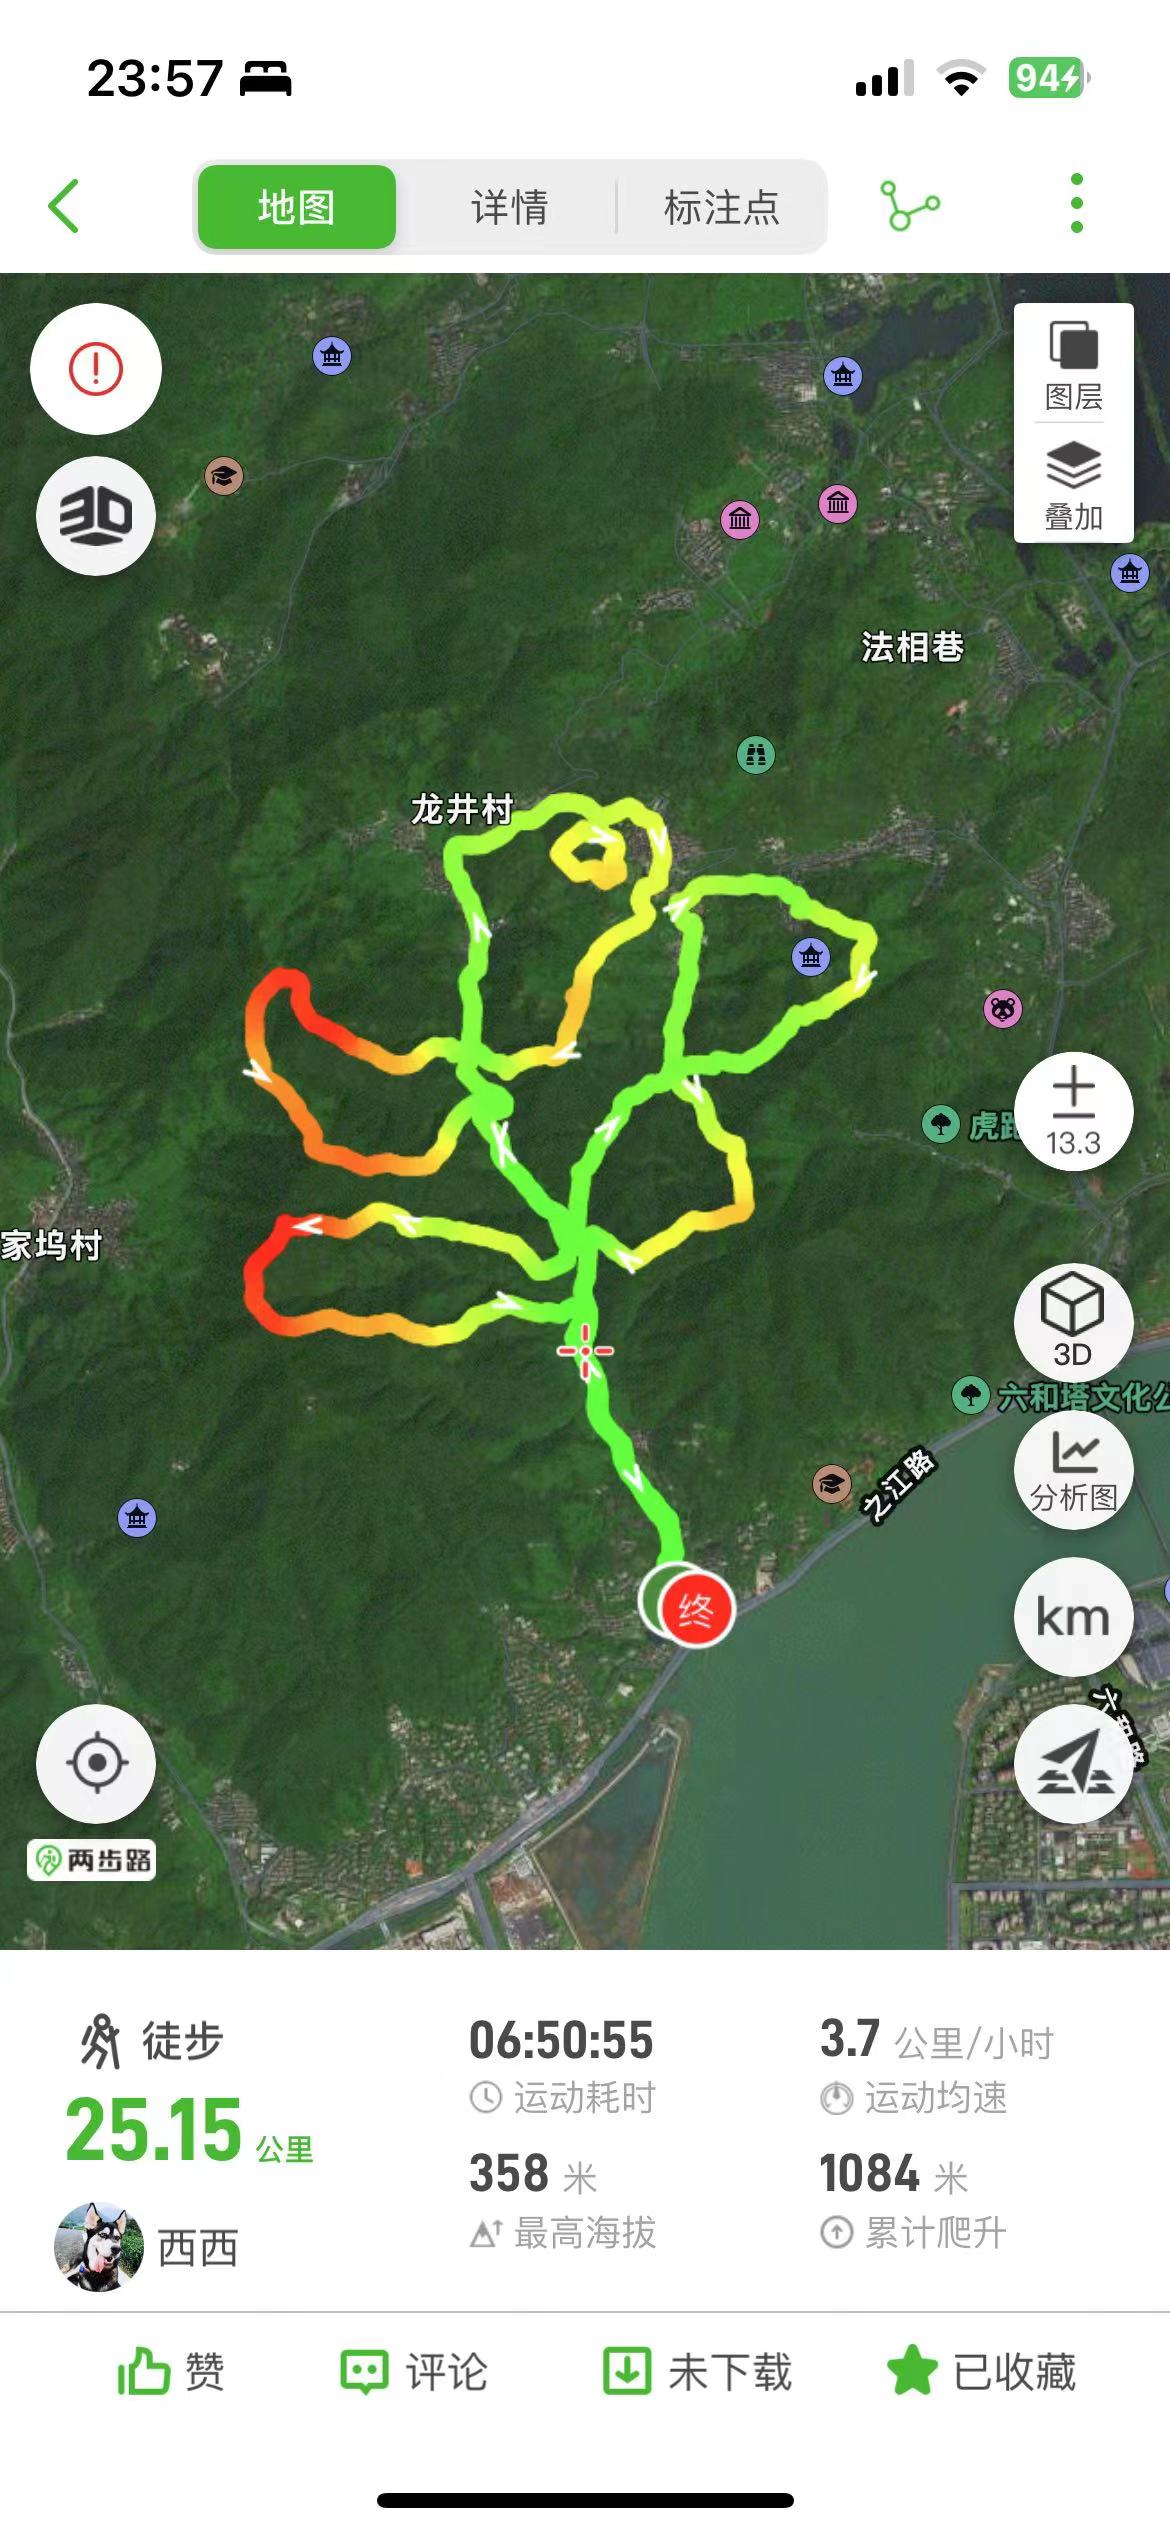 23:57
94
地图
详情
标注点
图层
3D
叠加
法相巷
龙井村
虎跑
13.3
家坞村
3D
六和塔文化公
之江路
分析图
终
km
两步路
徒步
06:50:55
3.7 公里/小时
运动耗时
运动均速
25.15 公里
358 米
1084 米
最高海拔
累计爬升
西西
赞
评论
未下载
已收藏